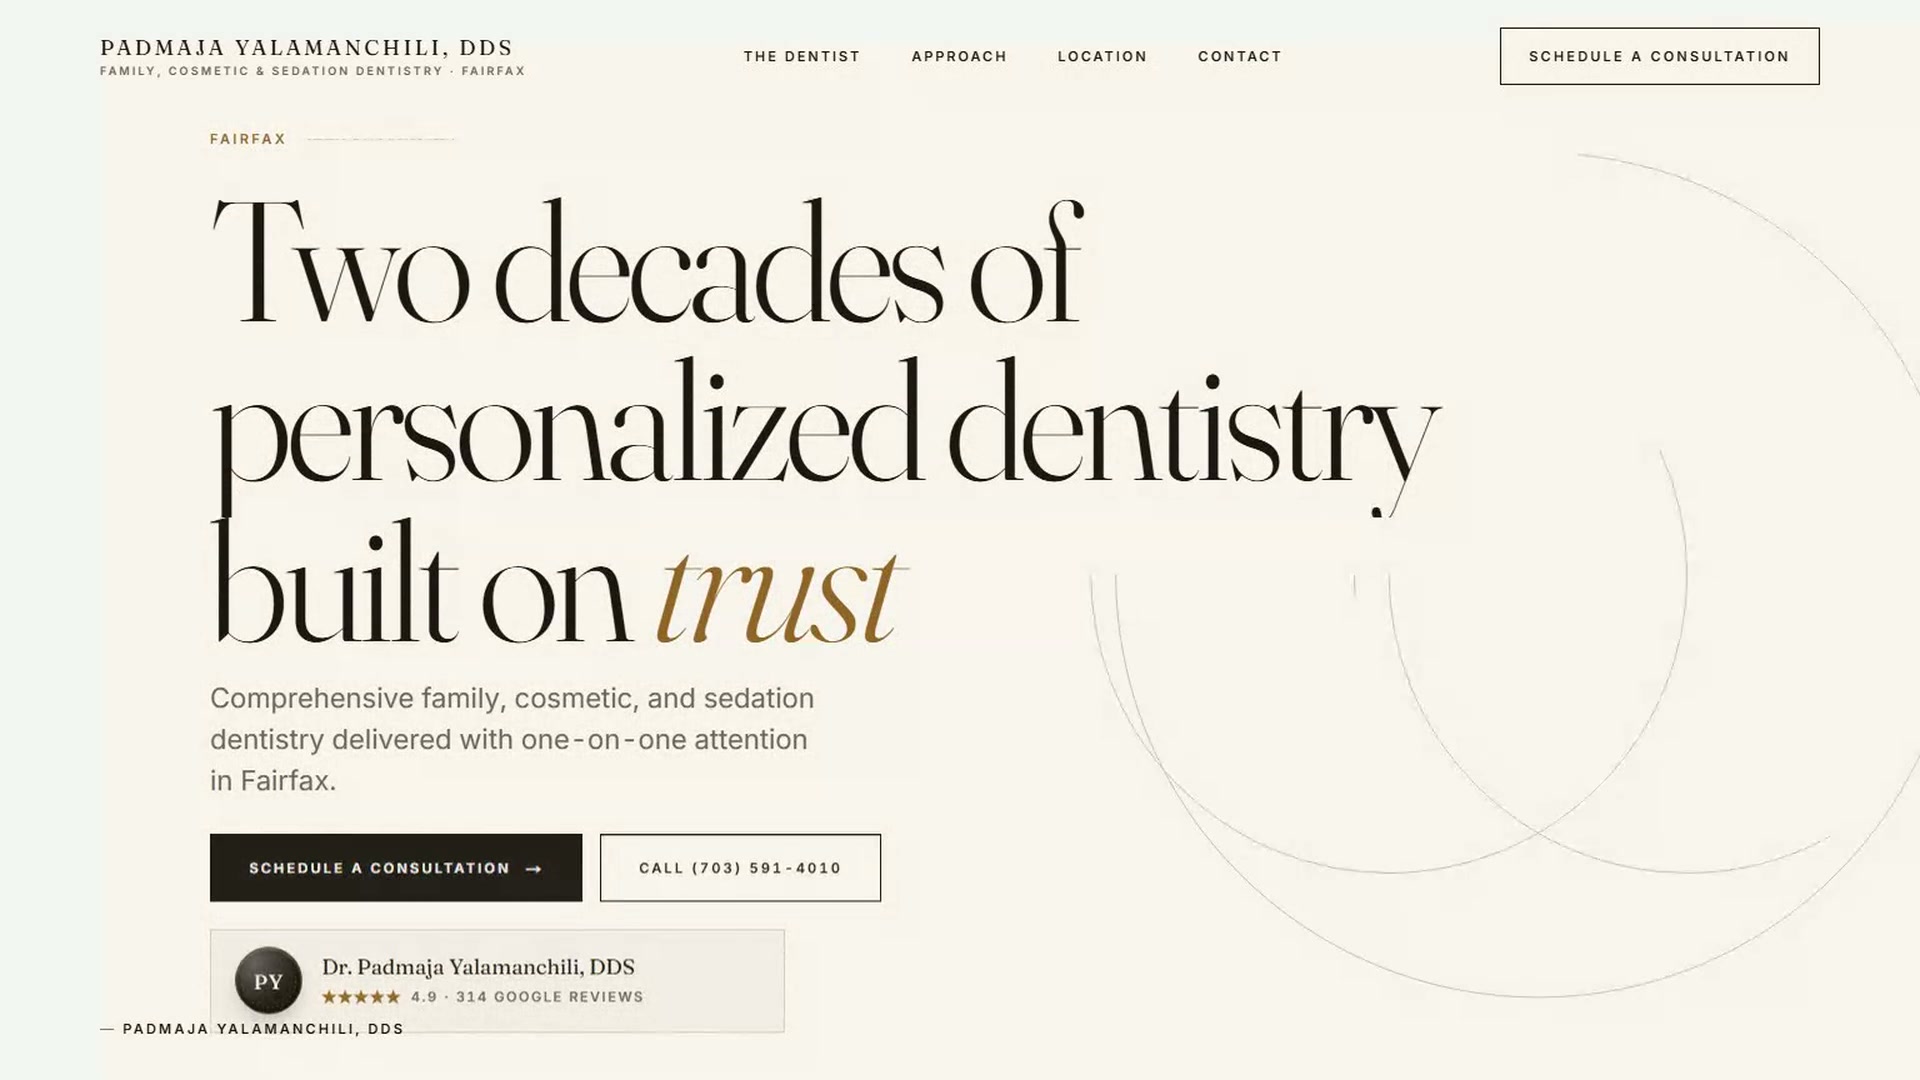 PADMAJA YALAMANCHILI, DDS
FAMILY, COSMETIC & SEDATION DENTISTRY · FAIRFAX
THE DENTIST
APPROACH
LOCATION
CONTACT
SCHEDULE A CONSULTATION
FAIRFAX
Two decades of
personalized dentistry
built on trust
Comprehensive family, cosmetic, and sedation
dentistry delivered with one-on-one attention
in Fairfax.
SCHEDULE A CONSULTATION →
CALL (703) 591-4010
PY
Dr. Padmaja Yalamanchili, DDS
★★★★★ 4.9 · 314 GOOGLE REVIEWS
— PADMAJA YALAMANCHILI, DDS